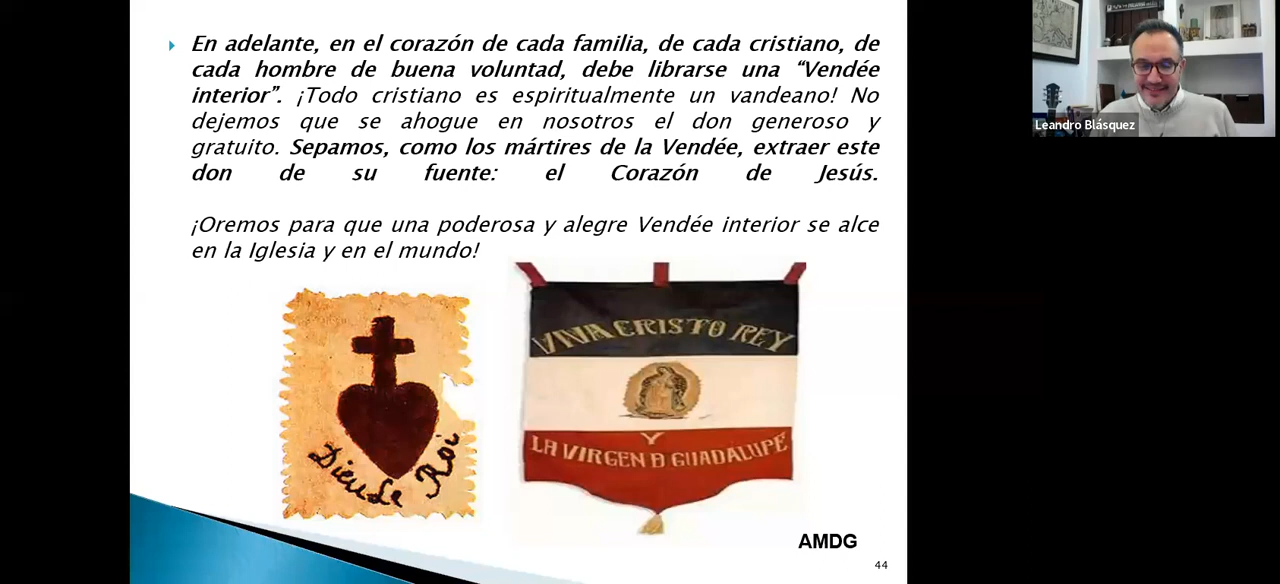 En adelante, en el corazón de cada familia, de cada cristiano, de
cada hombre de buena voluntad, debe librarse una “Vendée
interior”. ¡Todo cristiano es espiritualmente un vandeano! No
dejemos que se ahogue en nosotros el don generoso y
gratuito. Sepamos, como los mártires de la Vendée, extraer este
don de su fuente: el Corazón de Jesús.
¡Oremos para que una poderosa y alegre Vendée interior se alce
en la Iglesia y en el mundo!
Dieu Le Roi
VIVA CRISTO REY
Y
LA VIRGEN D GUADALUPE
AMDG
44
Leandro Blásquez